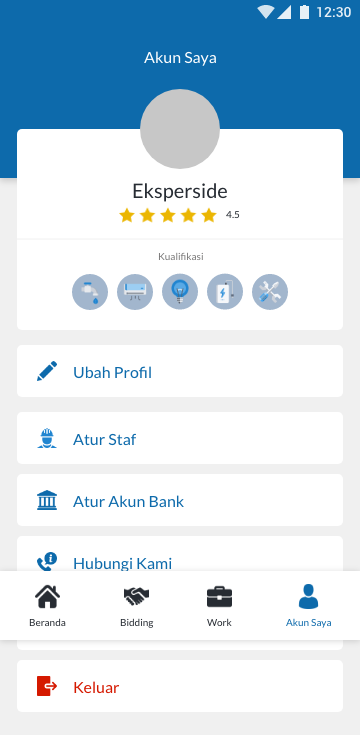 12:30
Akun Saya
Eksperside
4.5
Kualifikasi
Ubah Profil
Atur Staf
Atur Akun Bank
Hubungi Kami
Beranda
Bidding
Work
Akun Saya
Keluar